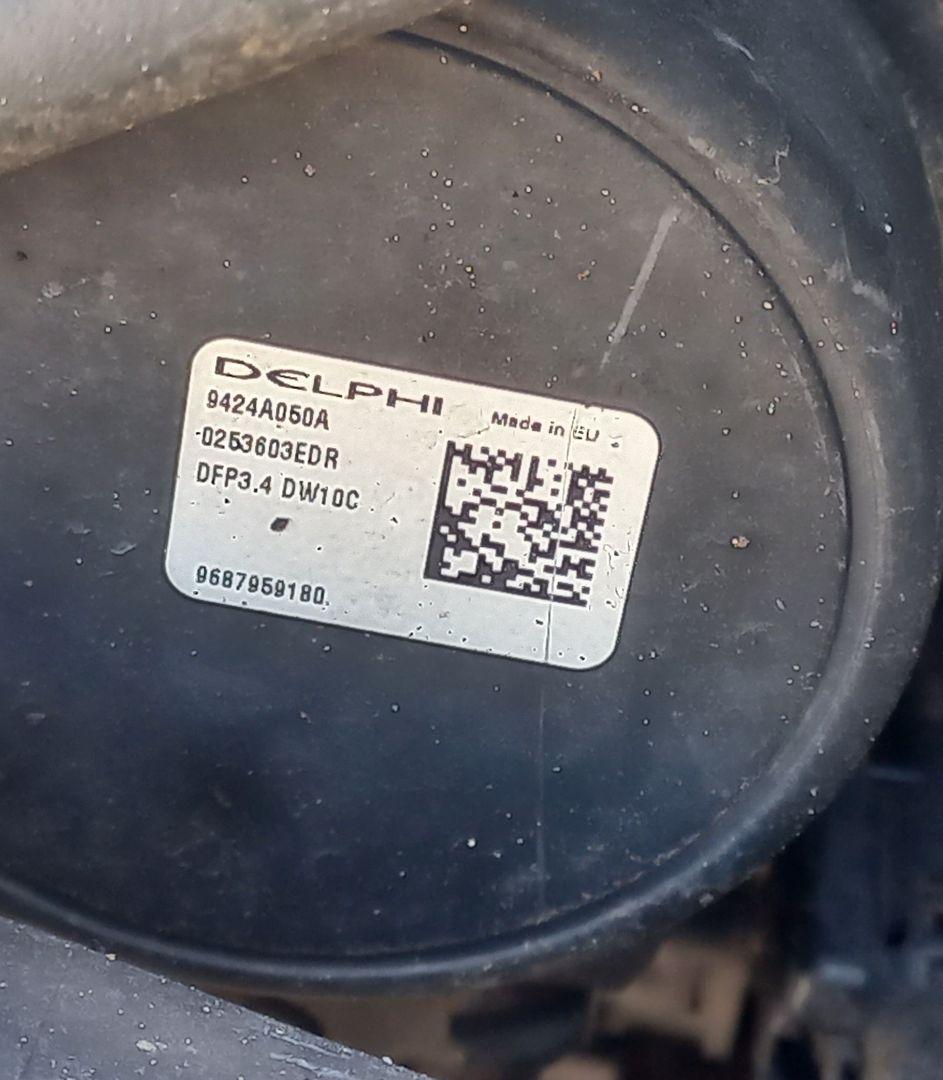 DELPHI
Made in EU
9424A050A
0253603EDR
DFP3.4 DW10C
9687959180